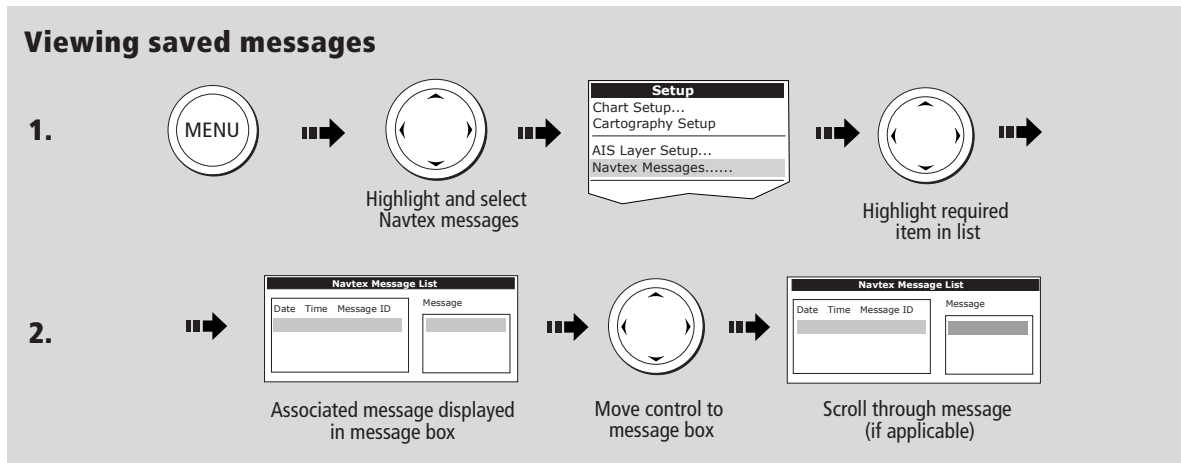 Viewing saved messages
1.
MENU
Highlight and select
Navtex messages
Setup
Chart Setup...
Cartography Setup
AIS Layer Setup...
Navtex Messages......
Highlight required
item in list
2.
Navtex Message List
Date Time Message ID
Message
Associated message displayed
in message box
Move control to
message box
Navtex Message List
Date Time Message ID
Message
Scroll through message
(if applicable)